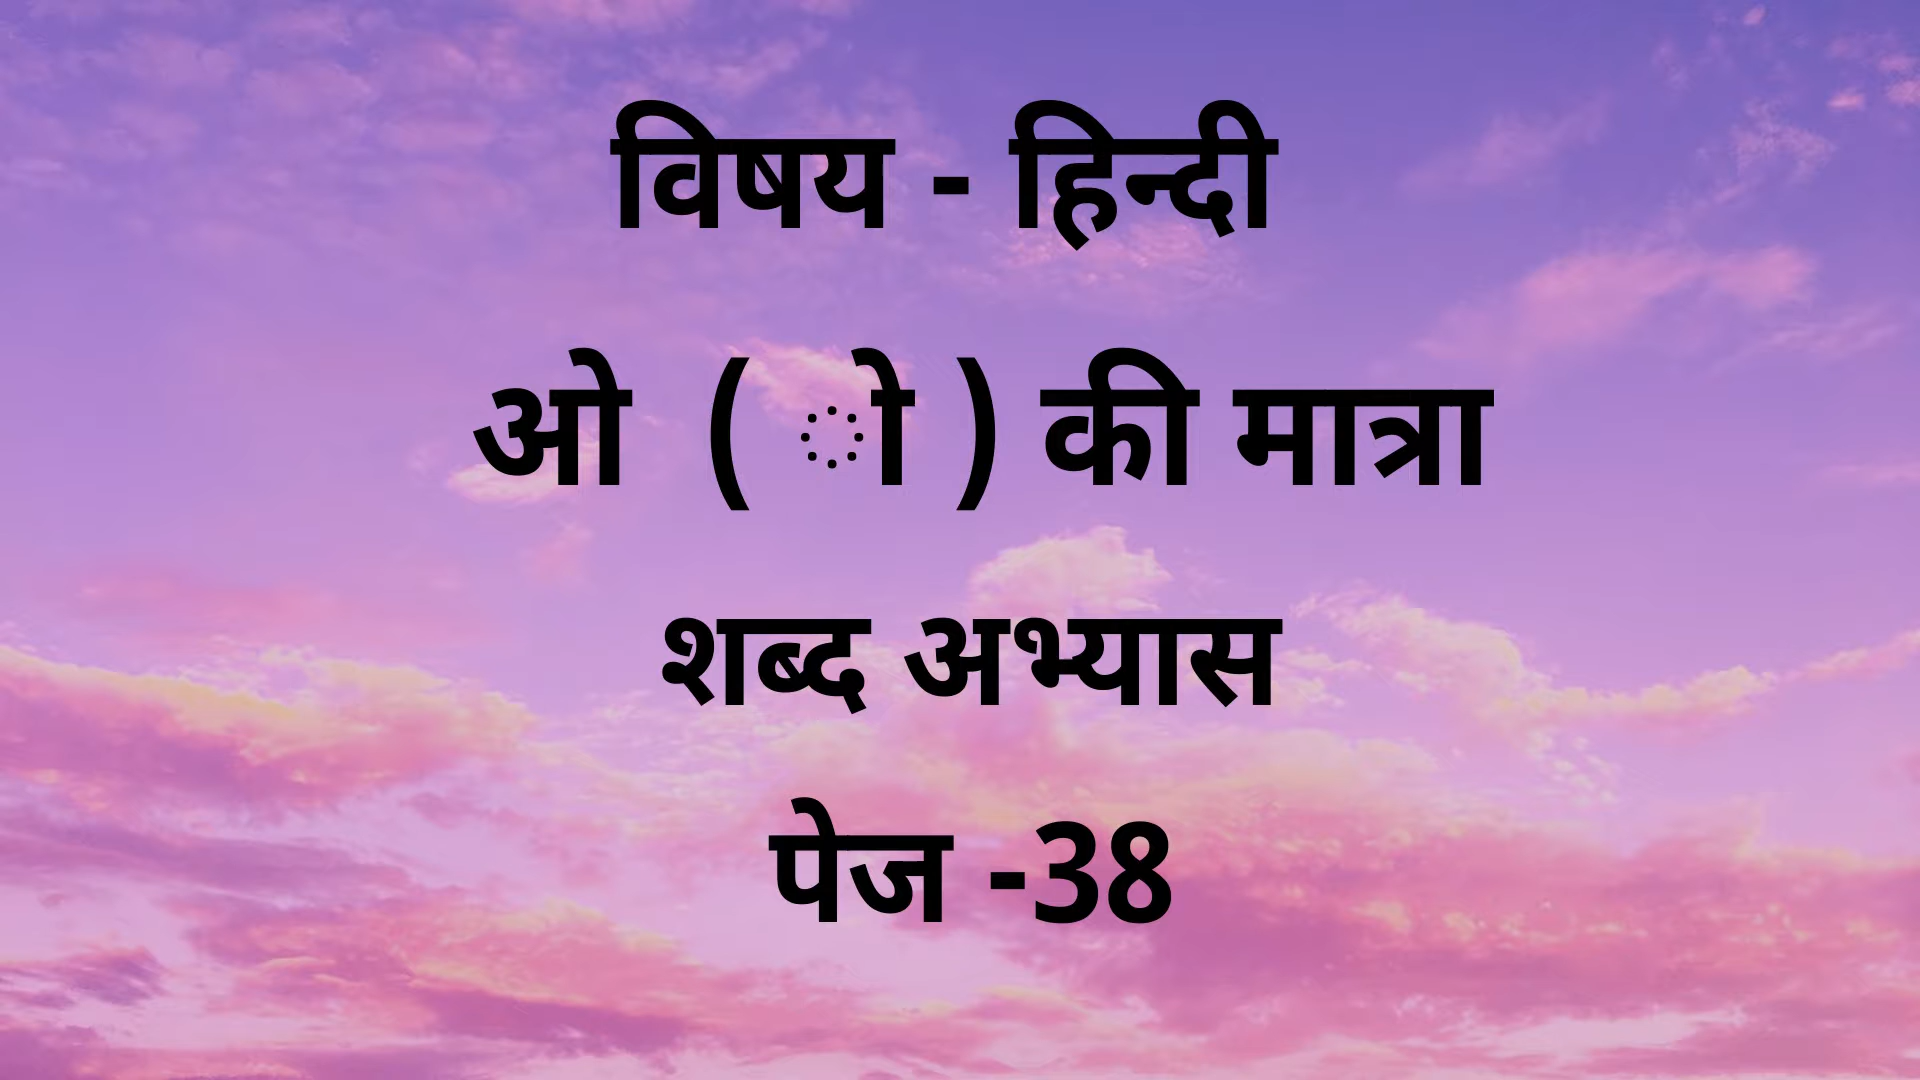 विषय - हिन्दी
ओ ( ो ) की मात्रा
शब्द अभ्यास
पेज -38